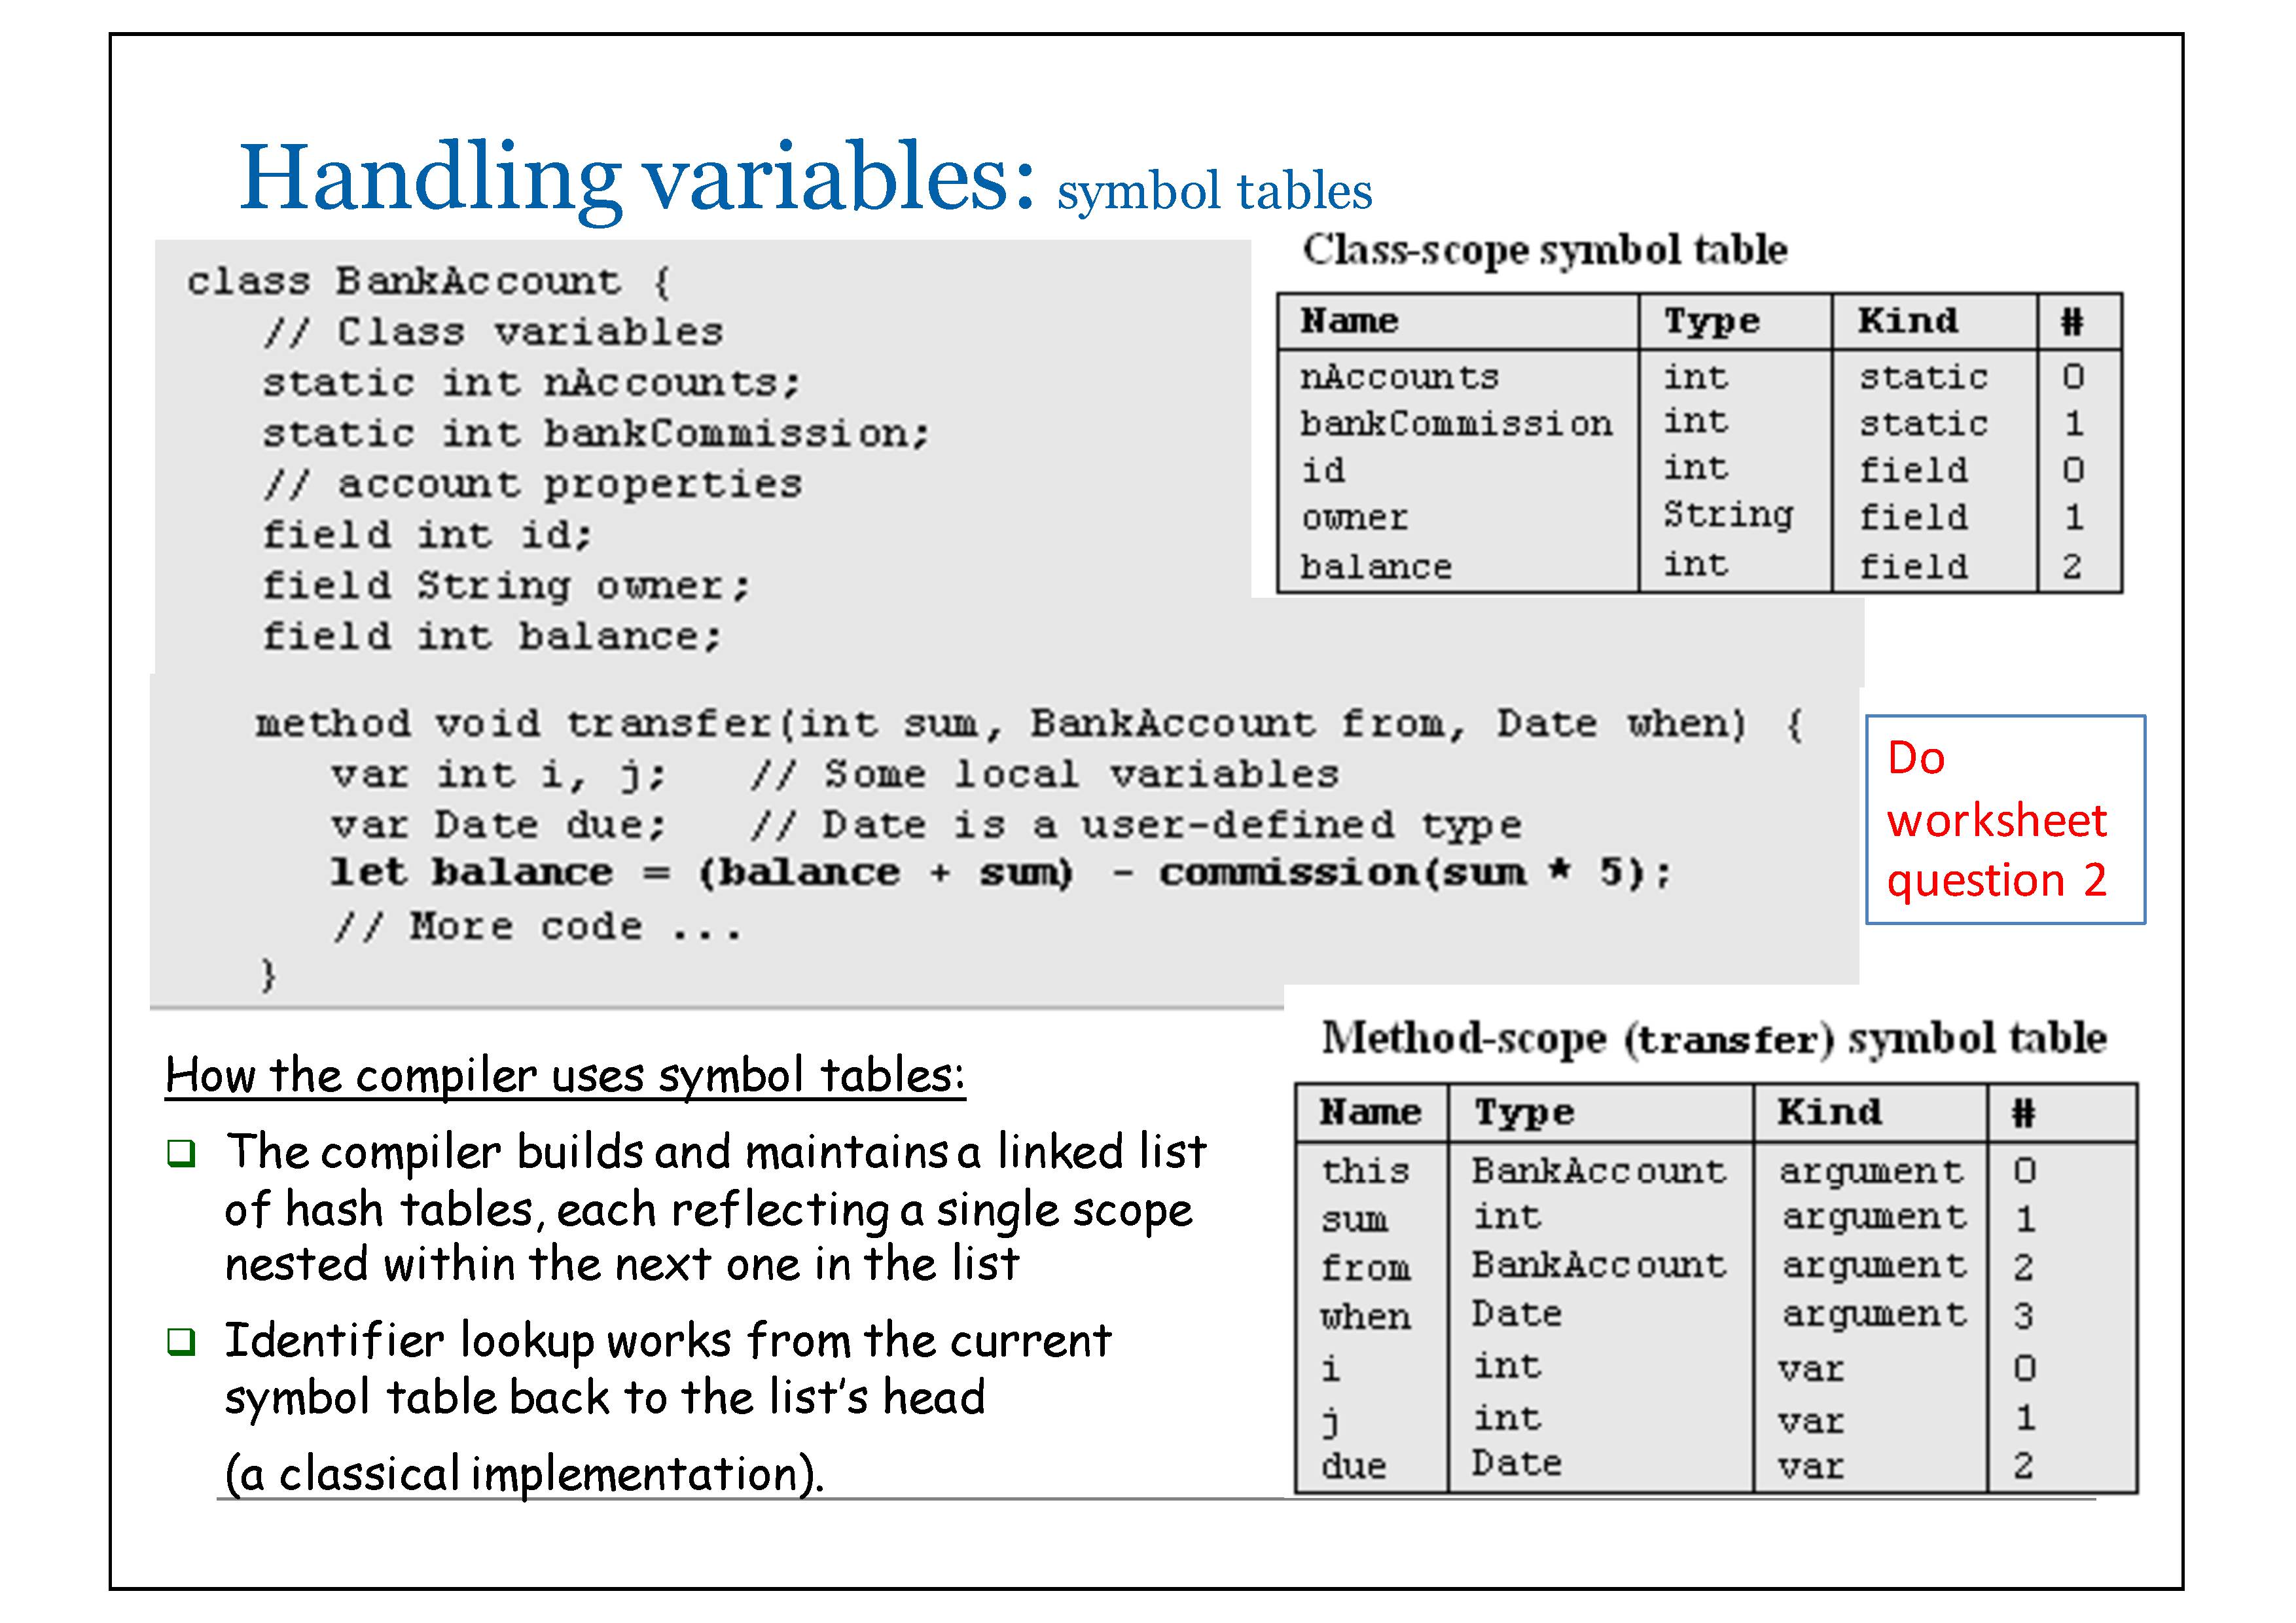 Handling variables: symbol tables
class BankAccount {
// Class variables
static int nAccounts;
static int bankCommission;
// account properties
field int id;
field String owner;
field int balance;
method void transfer(int sum, BankAccount from, Date when) {
var int i, j; // Some local variables
var Date due; // Date is a user-defined type
let balance = (balance + sum) - commission(sum * 5);
// More code ...
}
Class-scope symbol table
Name Type Kind #
nAccounts int static 0
bankCommission int static 1
id int field 0
owner String field 1
balance int field 2
Do
worksheet
question 2
How the compiler uses symbol tables:
❑ The compiler builds and maintains a linked list
of hash tables, each reflecting a single scope
nested within the next one in the list
❑ Identifier lookup works from the current
symbol table back to the list’s head
(a classical implementation).
Method-scope (transfer) symbol table
Name Type Kind #
this BankAccount argument 0
sum int argument 1
from BankAccount argument 2
when Date argument 3
i int var 0
j int var 1
due Date var 2